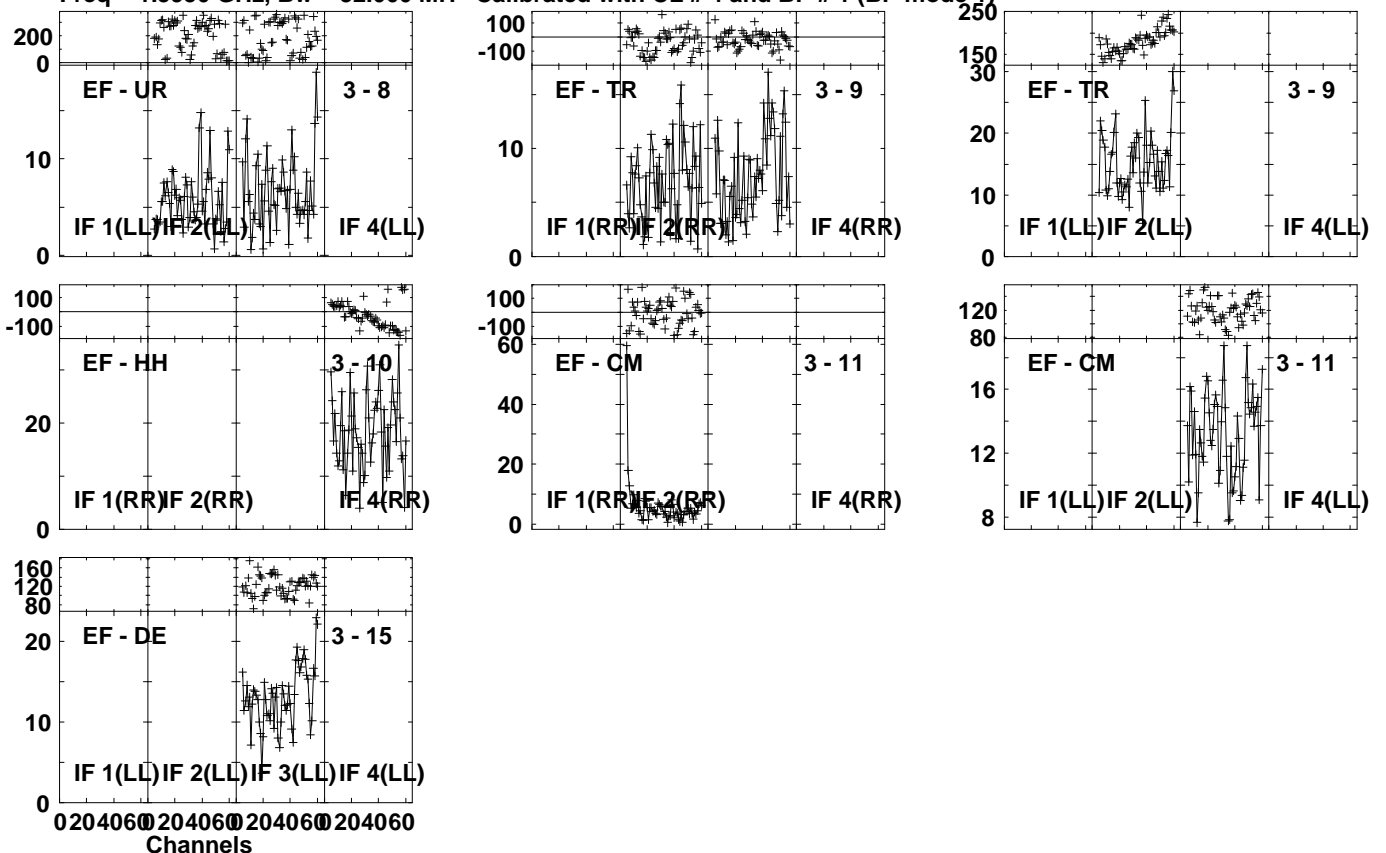 Calibrated with CL # and BP #
200
0
EF - UR
3 - 8
10
0
IF 1(LL) IF 2(LL) IF 4(LL)
100
-100
EF - TR
3 - 9
10
0
IF 1(RR) IF 2(RR) IF 4(RR)
250
150
30
EF - TR
3 - 9
20
10
0
IF 1(LL) IF 2(LL) IF 4(LL)
100
-100
EF - HH
3 - 10
20
0
IF 1(RR) IF 2(RR) IF 4(RR)
100
-100
60
EF - CM
3 - 11
40
20
0
IF 1(RR) IF 2(RR) IF 4(RR)
120
80
EF - CM
3 - 11
16
12
8
IF 1(LL) IF 2(LL) IF 4(LL)
160
120
80
EF - DE
3 - 15
20
10
0
IF 1(LL) IF 2(LL) IF 3(LL) IF 4(LL)
0 20 40 60 0 20 40 60 0 20 40 60 0 20 40 60
Channels